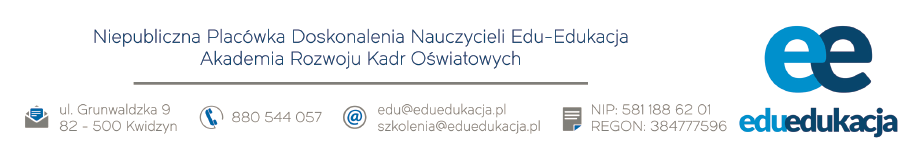 Niepubliczna Placówka Doskonalenia Nauczycieli Edu-Edukacja
Akademia Rozwoju Kadr Oświatowych
ul. Grunwaldzka 9
82 - 500 Kwidzyn
880 544 057
edu@eduedukacja.pl
szkolenia@eduedukacja.pl
NIP: 581 188 62 01
REGON: 384777596
ee
eduedukacja